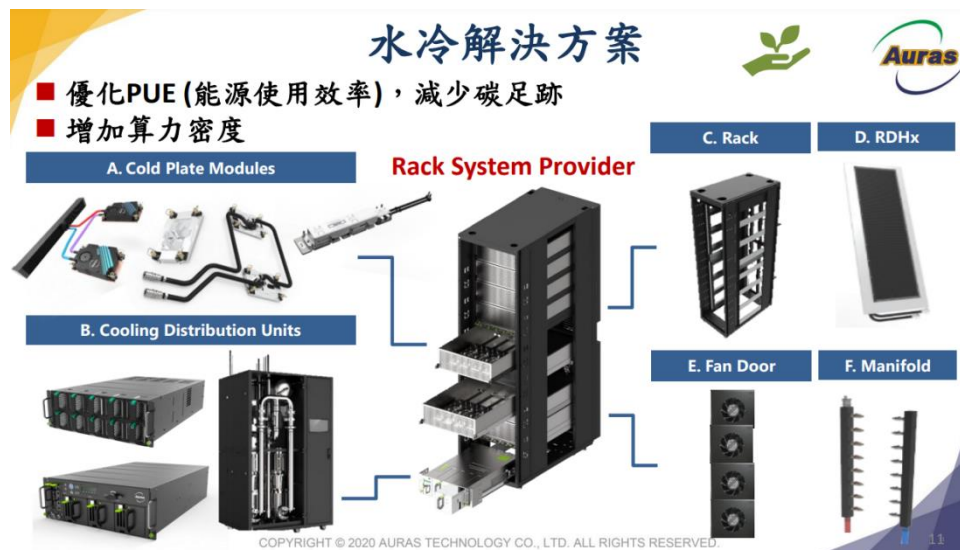 水冷解決方案
Auras
優化PUE (能源使用效率)，減少碳足跡
增加算力密度
A. Cold Plate Modules
Rack System Provider
C. Rack
D. RDHx
B. Cooling Distribution Units
E. Fan Door
F. Manifold
COPYRIGHT © 2020 AURAS TECHNOLOGY CO., LTD. ALL RIGHTS RESERVED.
11